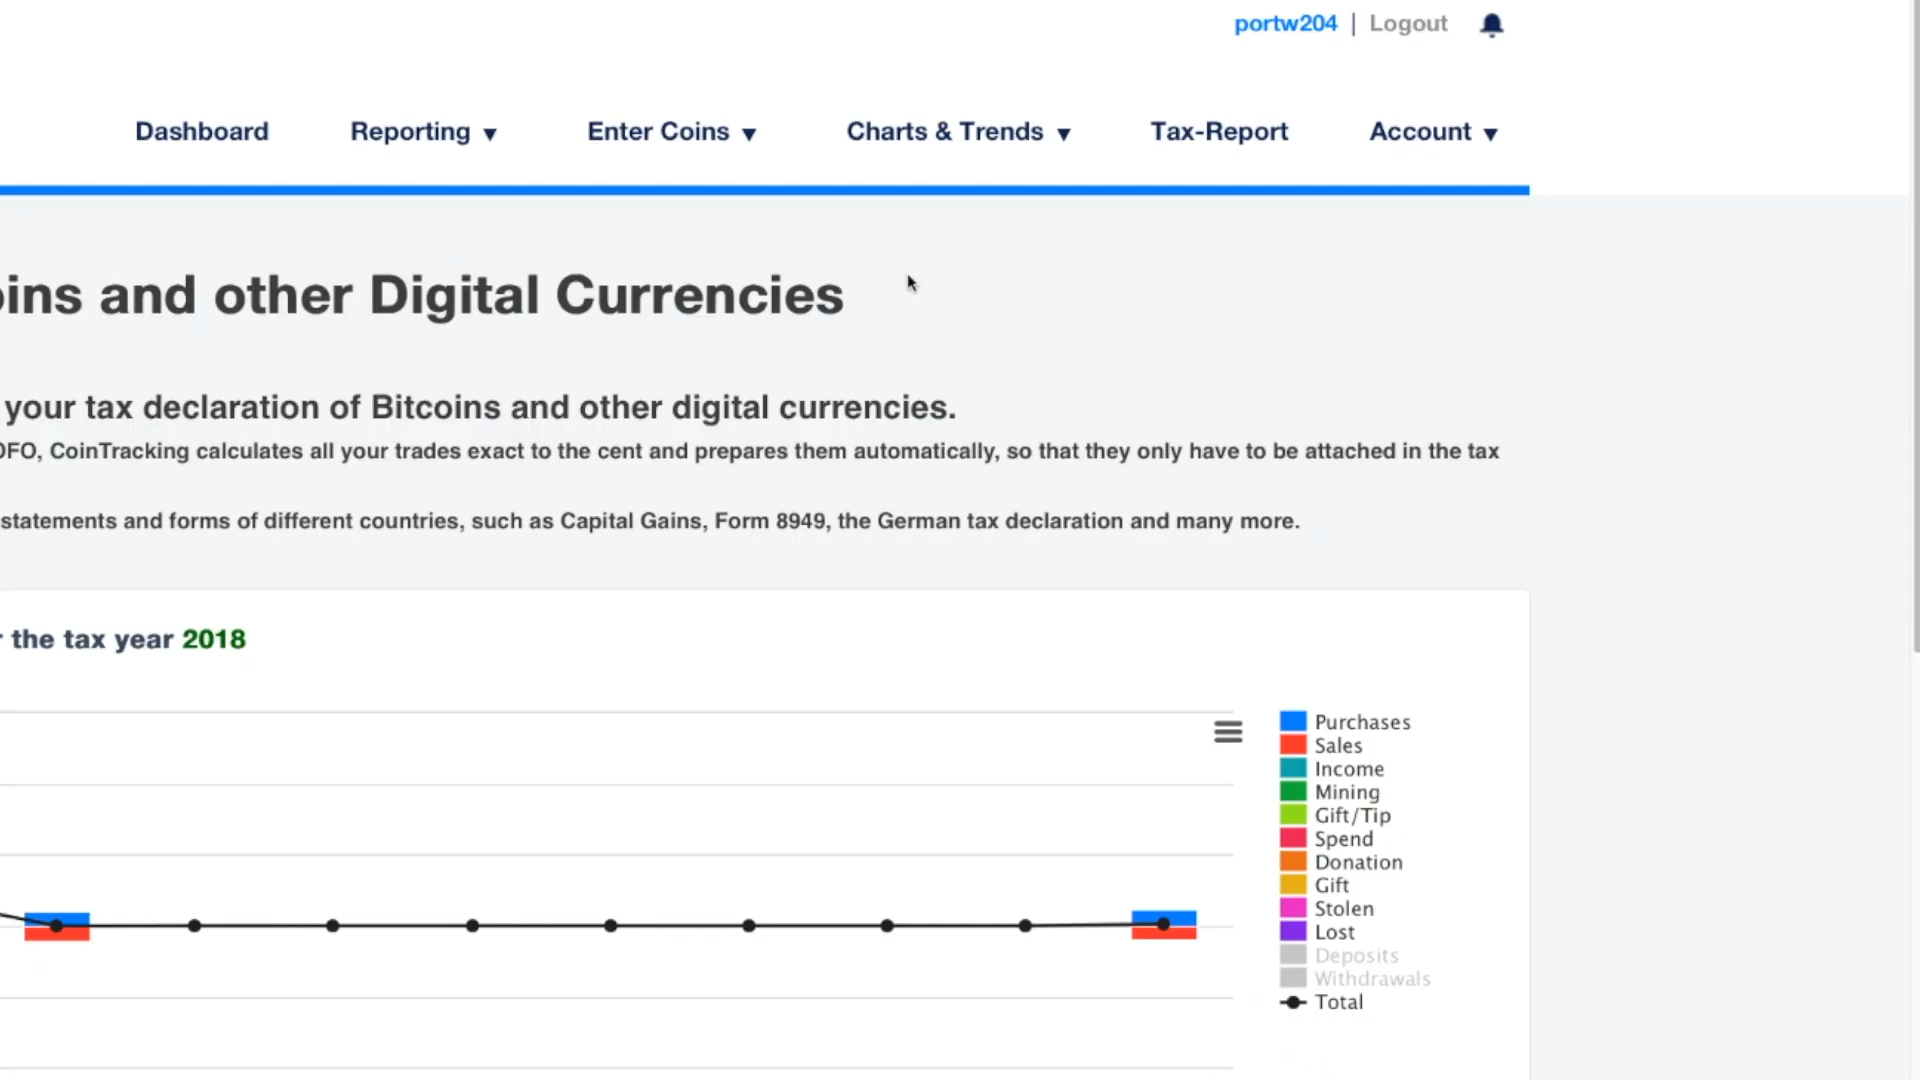 portw204 | Logout
Dashboard Reporting ▼ Enter Coins ▼ Charts & Trends ▼ Tax-Report Account ▼
and other Digital Currencies
your tax declaration of Bitcoins and other digital currencies.
CoinTracking calculates all your trades exact to the cent and prepares them automatically, so that they only have to be attached in the tax
statements and forms of different countries, such as Capital Gains, Form 8949, the German tax declaration and many more.
the tax year 2018
Purchases
Sales
Income
Mining
Gift/Tip
Spend
Donation
Gift
Stolen
Lost
Deposits
Withdrawals
Total